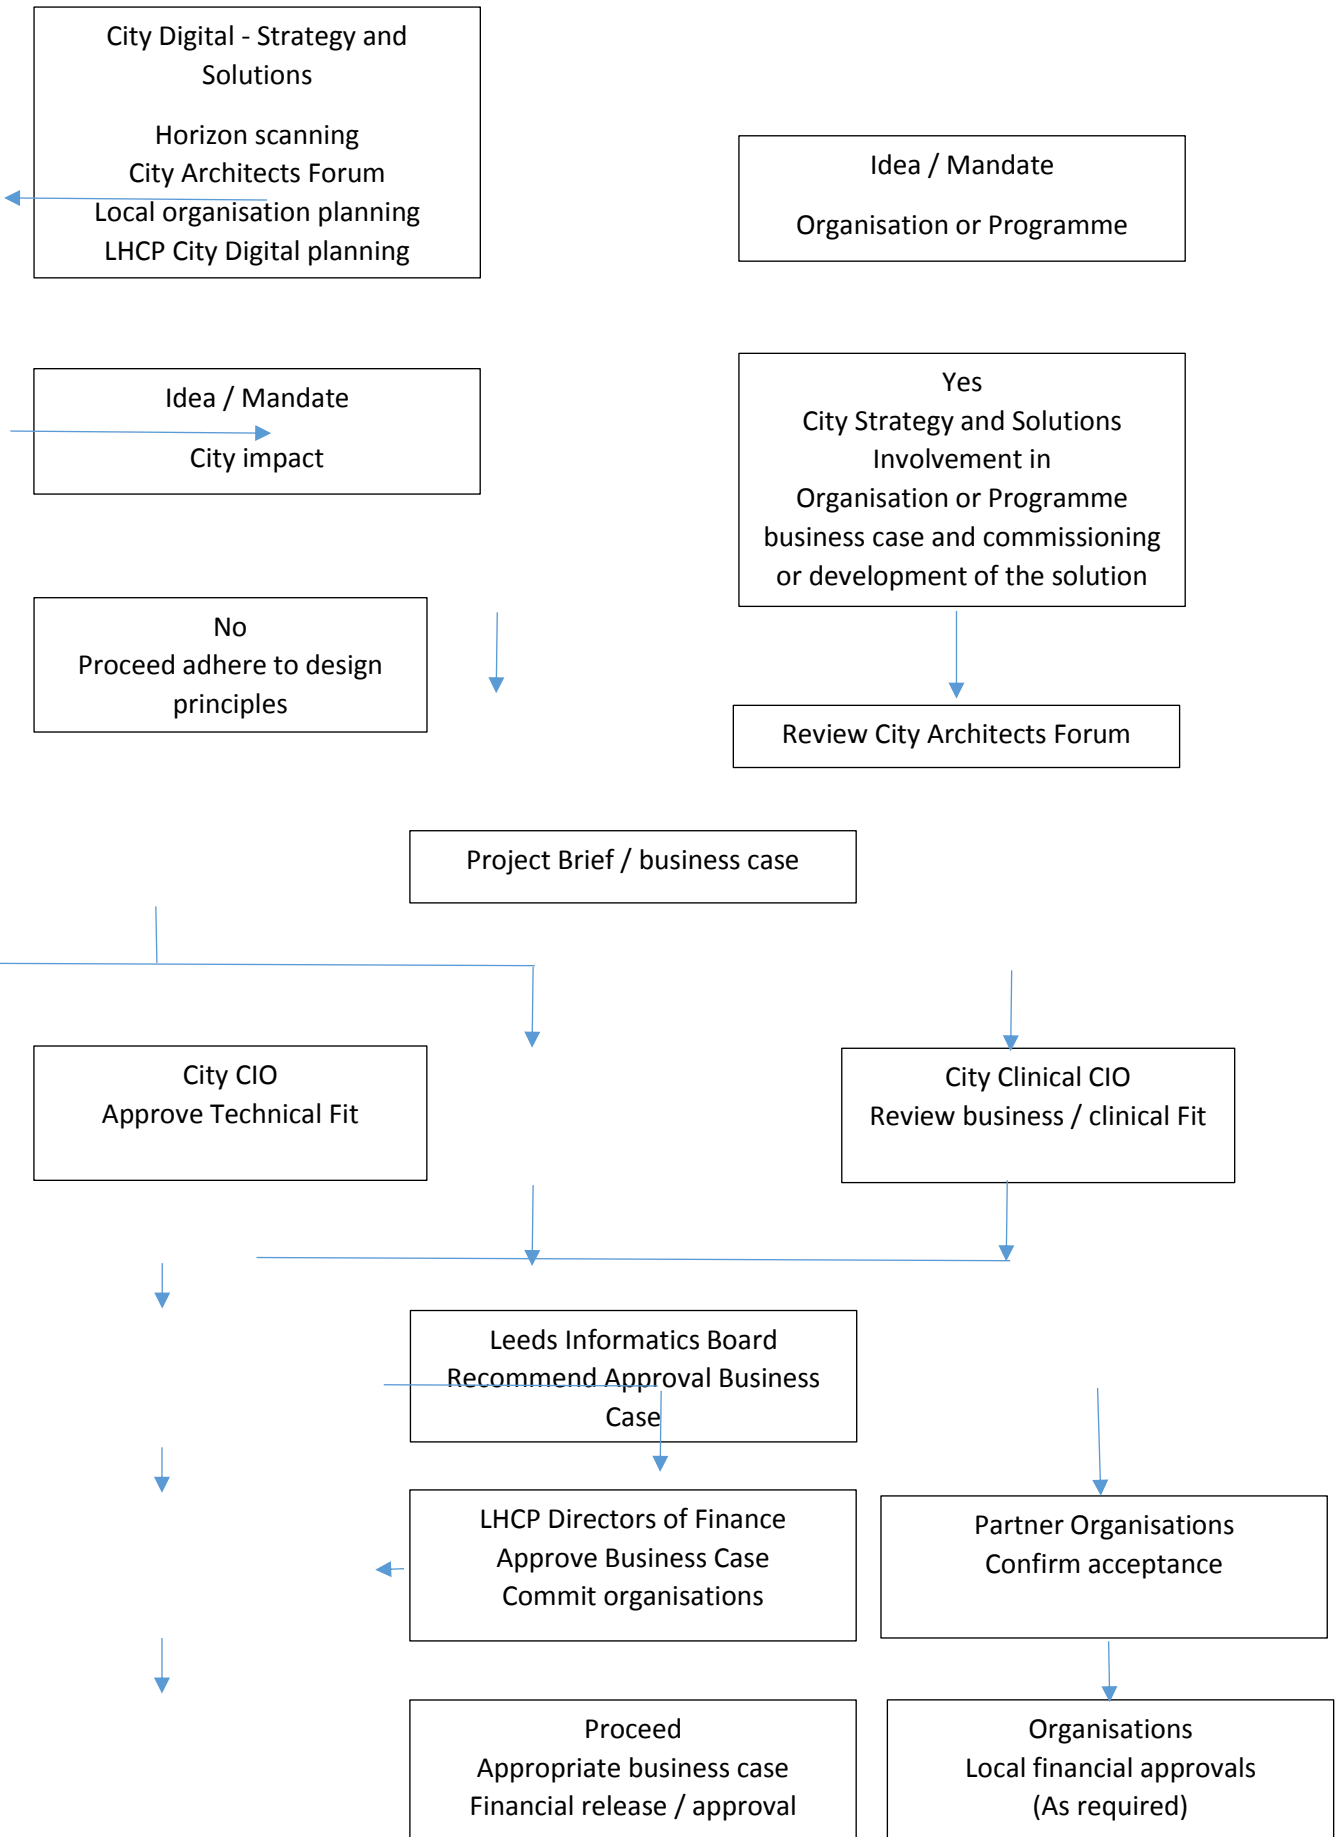 City Digital - Strategy and
Solutions
Horizon scanning
City Architects Forum
Local organisation planning
LHCP City Digital planning
Idea / Mandate
Organisation or Programme
Idea / Mandate
City impact
Yes
City Strategy and Solutions
Involvement in
Organisation or Programme
business case and commissioning
or development of the solution
No
Proceed adhere to design
principles
Review City Architects Forum
Project Brief / business case
City CIO
Approve Technical Fit
City Clinical CIO
Review business / clinical Fit
Leeds Informatics Board
Recommend Approval Business
Case
LHCP Directors of Finance
Approve Business Case
Commit organisations
Partner Organisations
Confirm acceptance
Proceed
Appropriate business case
Financial release / approval
Organisations
Local financial approvals
(As required)